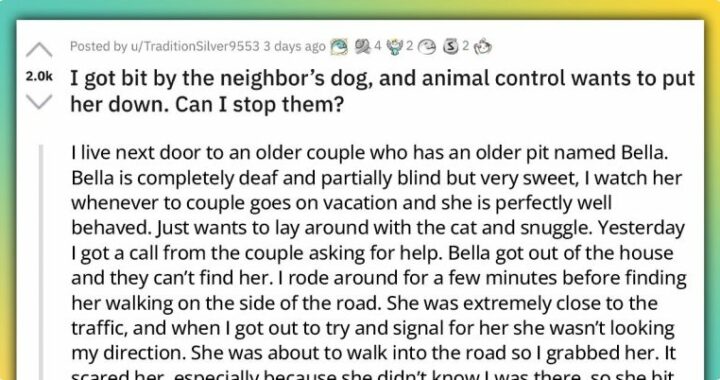 Posted by u/TraditionSilver9553 3 days ago 4 2 2
2.0k
I got bit by the neighbor’s dog, and animal control wants to put
her down. Can I stop them?
I live next door to an older couple who has an older pit named Bella.
Bella is completely deaf and partially blind but very sweet, I watch her
whenever to couple goes on vacation and she is perfectly well
behaved. Just wants to lay around with the cat and snuggle. Yesterday
I got a call from the couple asking for help. Bella got out of the house
and they can’t find her. I rode around for a few minutes before finding
her walking on the side of the road. She was extremely close to the
traffic, and when I got out to try and signal for her she wasn’t looking
my direction. She was about to walk into the road so I grabbed her. It
scared her, especially because she didn’t know I was there, so she bit